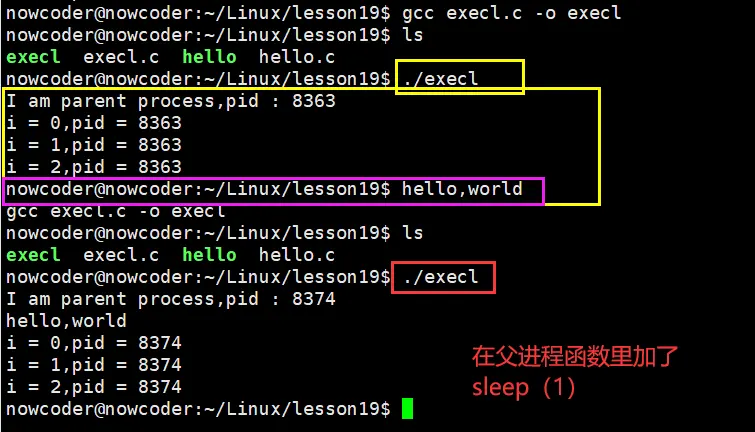 nowcoder@nowcoder:~/Linux/lesson19$ gcc execl.c -o execl
nowcoder@nowcoder:~/Linux/lesson19$ ls
execl  execl.c  hello  hello.c
nowcoder@nowcoder:~/Linux/lesson19$ ./execl
I am parent process,pid : 8363
i = 0,pid = 8363
i = 1,pid = 8363
i = 2,pid = 8363
nowcoder@nowcoder:~/Linux/lesson19$ hello,world
gcc execl.c -o execl
nowcoder@nowcoder:~/Linux/lesson19$ ls
execl  execl.c  hello  hello.c
nowcoder@nowcoder:~/Linux/lesson19$ ./execl
I am parent process,pid : 8374
hello,world
i = 0,pid = 8374
i = 1,pid = 8374
i = 2,pid = 8374
nowcoder@nowcoder:~/Linux/lesson19$
在父进程函数里加了
sleep（1）